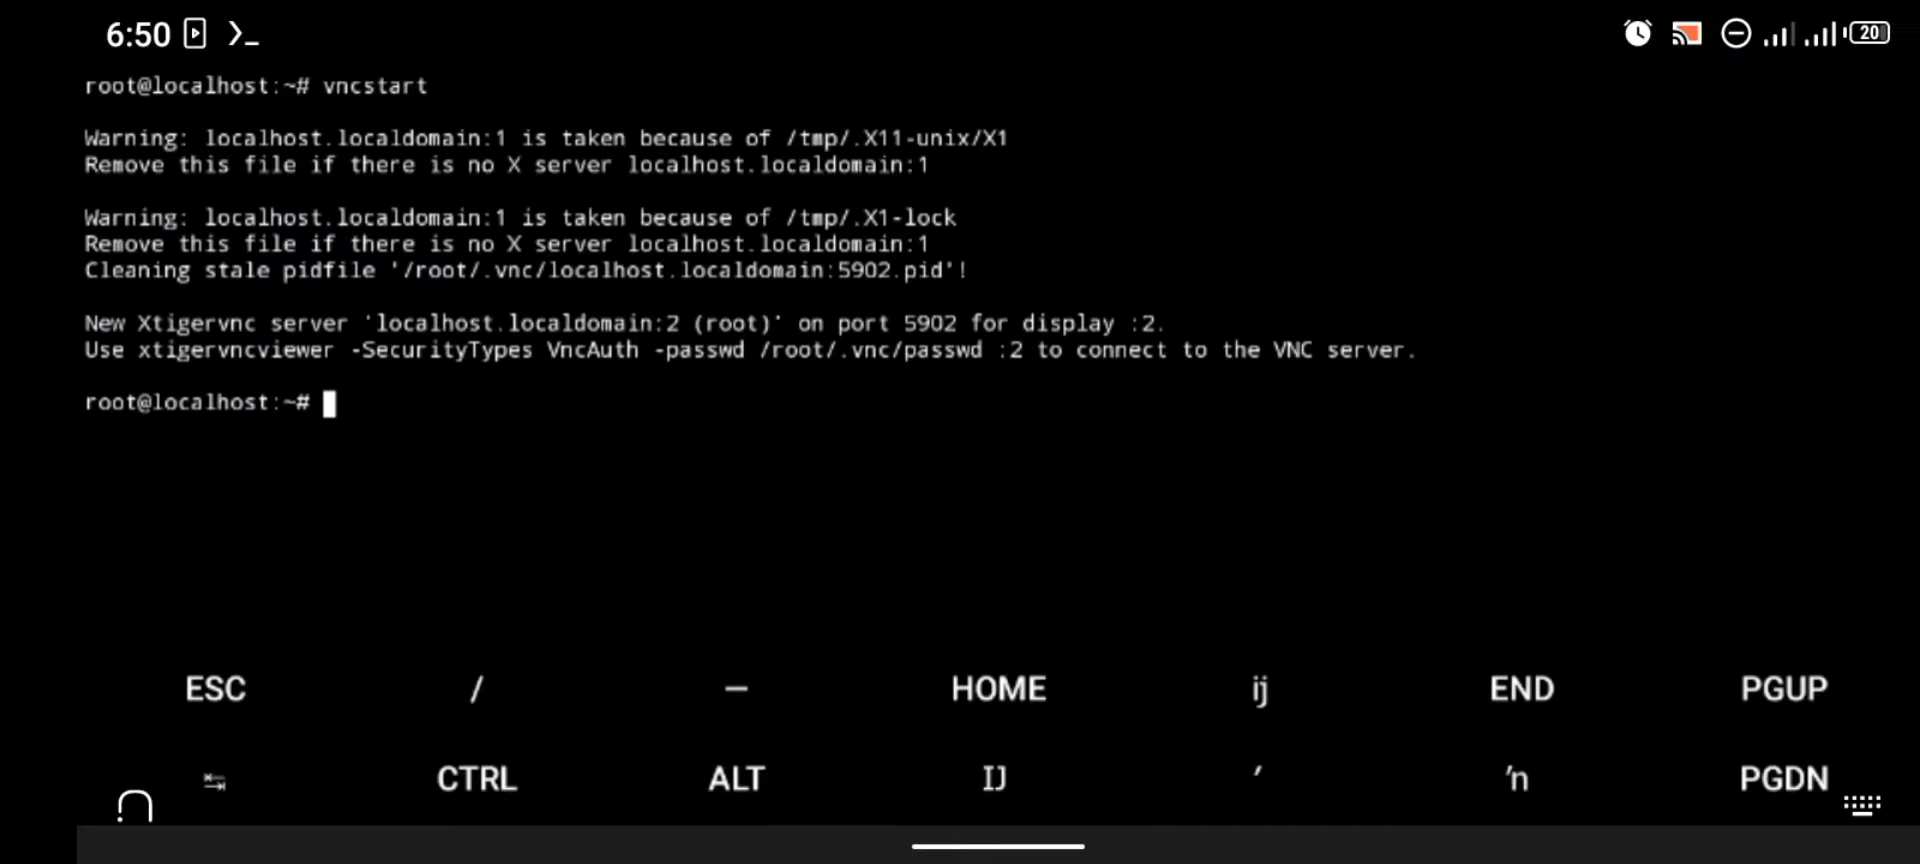 6:50
20
root@localhost:~# vncstart
Warning: localhost.localdomain:1 is taken because of /tmp/.X11-unix/X1
Remove this file if there is no X server localhost.localdomain:1
Warning: localhost.localdomain:1 is taken because of /tmp/.X1-lock
Remove this file if there is no X server localhost.localdomain:1
Cleaning stale pidfile '/root/.vnc/localhost.localdomain:5902.pid'!
New Xtigervnc server 'localhost.localdomain:2 (root)' on port 5902 for display :2.
Use xtigervncviewer -SecurityTypes VncAuth -passwd /root/.vnc/passwd :2 to connect to the VNC server.
root@localhost:~#
ESC / — HOME ĳ END PGUP
CTRL ALT Ĳ ʼ ŉ PGDN